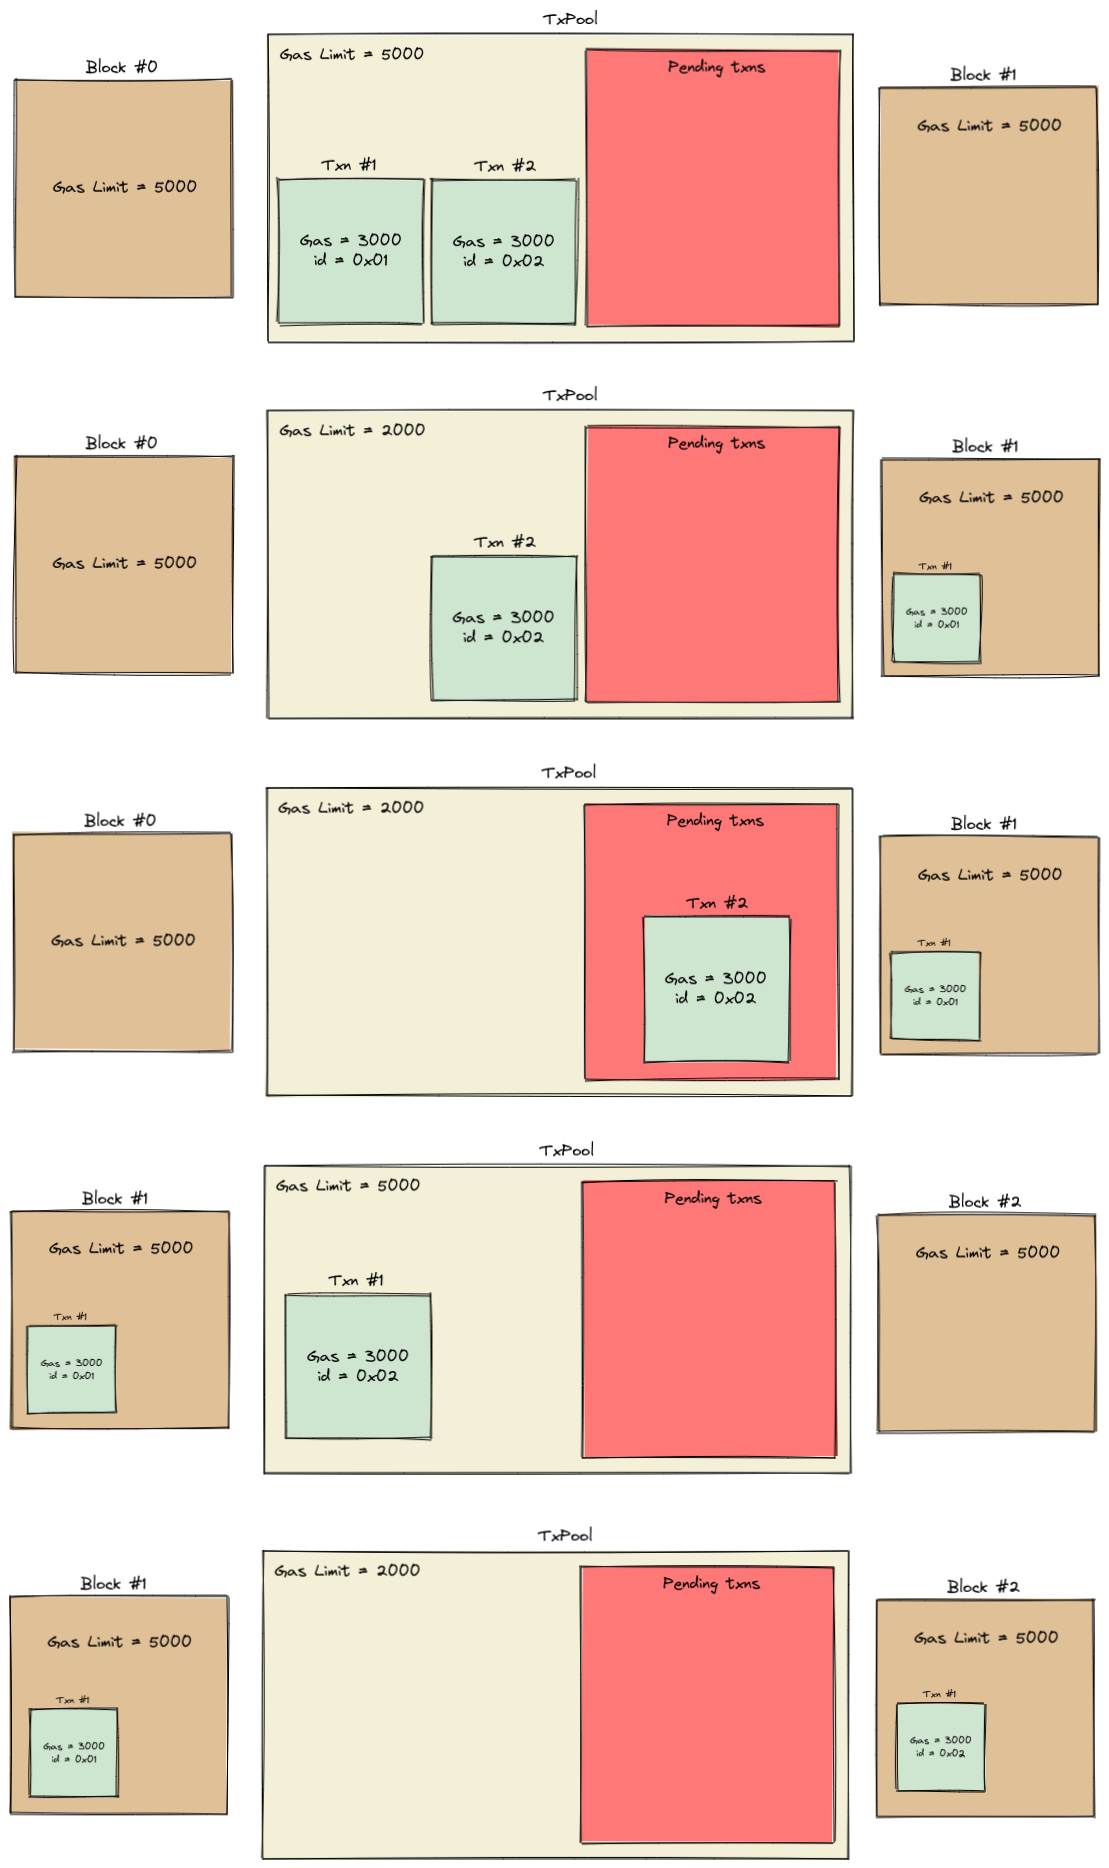 TxPool
Block #0
Gas Limit = 5000
Gas Limit = 5000
Pending txns
Txn #1
Gas = 3000
id = 0x01
Txn #2
Gas = 3000
id = 0x02
Block #1
Gas Limit = 5000
TxPool
Block #0
Gas Limit = 5000
Gas Limit = 2000
Pending txns
Txn #2
Gas = 3000
id = 0x02
Block #1
Gas Limit = 5000
Txn #1
Gas = 3000
id = 0x01
TxPool
Block #0
Gas Limit = 5000
Gas Limit = 2000
Pending txns
Txn #2
Gas = 3000
id = 0x02
Block #1
Gas Limit = 5000
Txn #1
Gas = 3000
id = 0x01
TxPool
Block #1
Gas Limit = 5000
Txn #1
Gas = 3000
id = 0x01
Gas Limit = 5000
Pending txns
Txn #1
Gas = 3000
id = 0x02
Block #2
Gas Limit = 5000
TxPool
Block #1
Gas Limit = 5000
Txn #1
Gas = 3000
id = 0x01
Gas Limit = 2000
Pending txns
Block #2
Gas Limit = 5000
Txn #1
Gas = 3000
id = 0x02